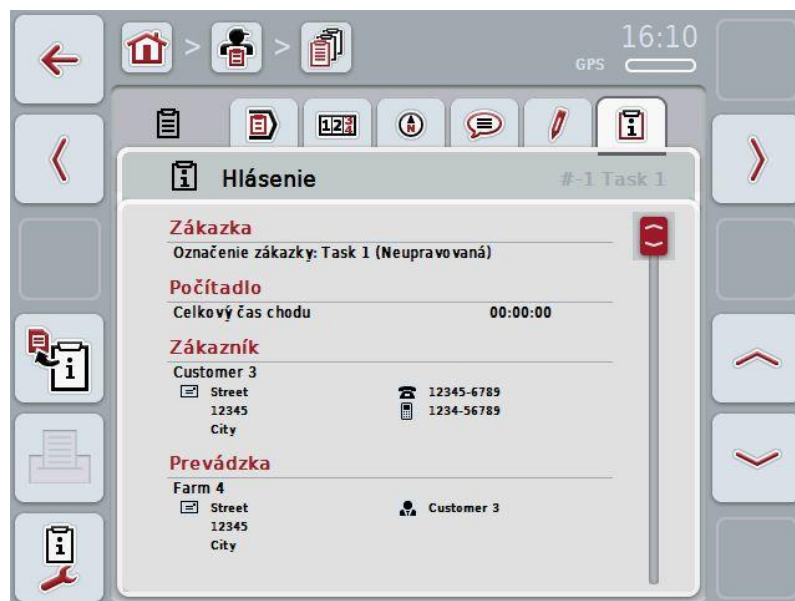 > >
16:10
GPS
Hlásenie #-1 Task 1
Zákazka
Označenie zákazky: Task 1 (Neupravovaná)
Počítadlo
Celkový čas chodu 00:00:00
Zákazník
Customer 3
Street 12345-6789
12345 1234-56789
City
Prevádzka
Farm 4
Street Customer 3
12345
City